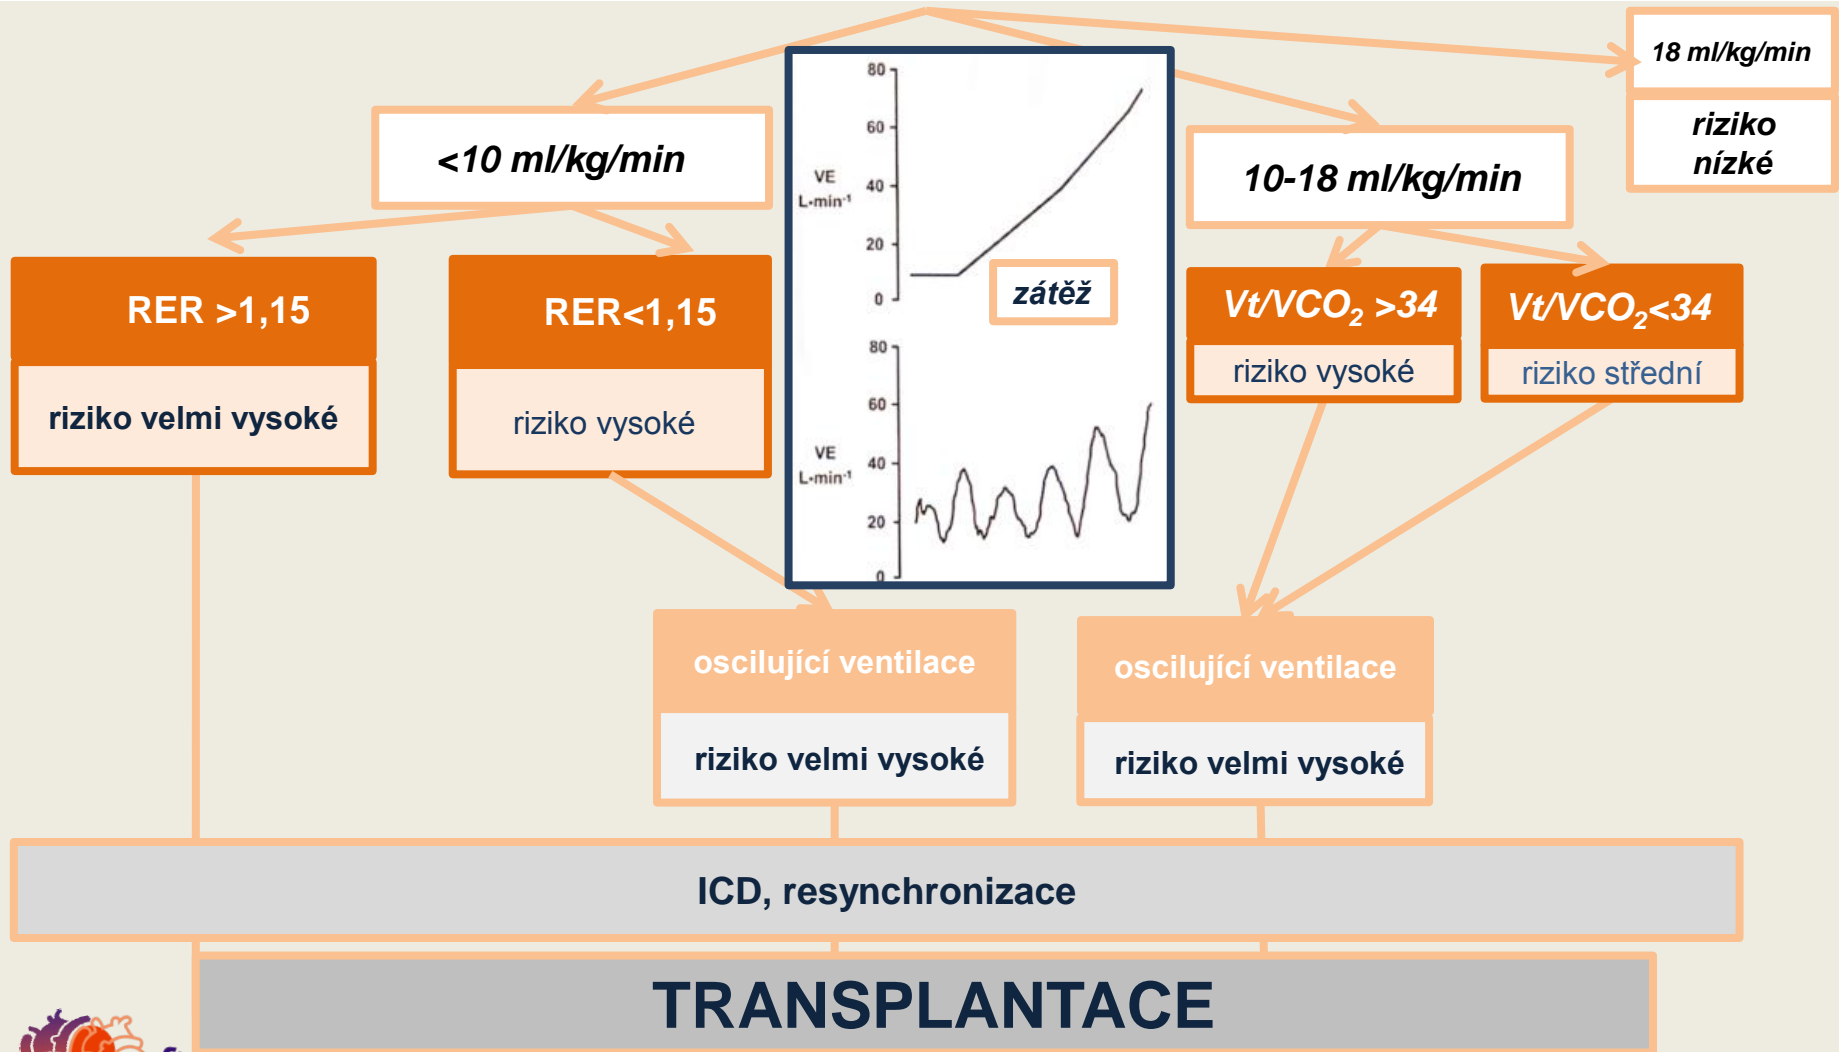 18 ml/kg/min
riziko
nízké
<10 ml/kg/min
10-18 ml/kg/min
80
60
VE
L•min⁻¹
40
20
0
zátěž
RER >1,15
riziko velmi vysoké
RER<1,15
riziko vysoké
Vt/VCO₂ >34
riziko vysoké
Vt/VCO₂<34
riziko střední
80
60
VE
L•min⁻¹
40
20
0
oscilující ventilace
riziko velmi vysoké
oscilující ventilace
riziko velmi vysoké
ICD, resynchronizace
TRANSPLANTACE